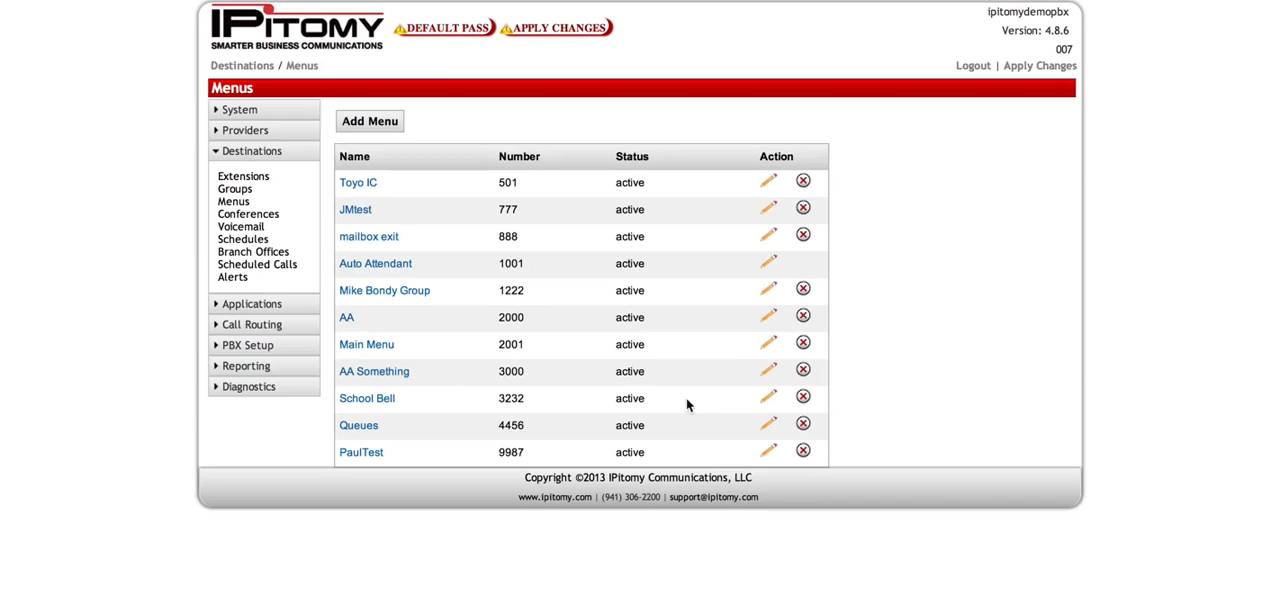 IPITOMY
SMARTER BUSINESS COMMUNICATIONS
DEFAULT PASS
APPLY CHANGES
ipitomydemopbx
Version: 4.8.6
007
Destinations / Menus
Logout | Apply Changes
Menus
System
Providers
Destinations
Extensions
Groups
Menus
Conferences
Voicemail
Schedules
Branch Offices
Scheduled Calls
Alerts
Applications
Call Routing
PBX Setup
Reporting
Diagnostics
Add Menu
Name Number Status Action
Toyo IC 501 active
JMtest 777 active
mailbox exit 888 active
Auto Attendant 1001 active
Mike Bondy Group 1222 active
AA 2000 active
Main Menu 2001 active
AA Something 3000 active
School Bell 3232 active
Queues 4456 active
PaulTest 9987 active
Copyright ©2013 IPitomy Communications, LLC
www.ipitomy.com | (941) 306-2200 | support@ipitomy.com